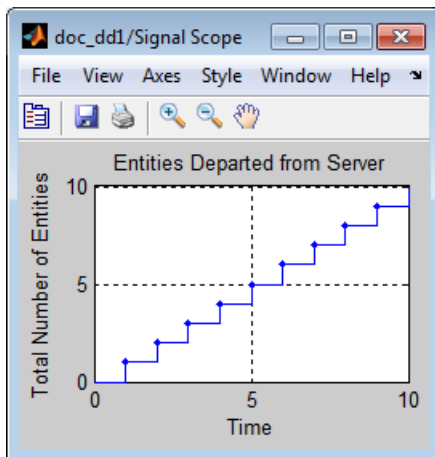 doc_dd1/Signal Scope
File View Axes Style Window Help
Entities Departed from Server
Total Number of Entities
10
5
0
0 5 10
Time